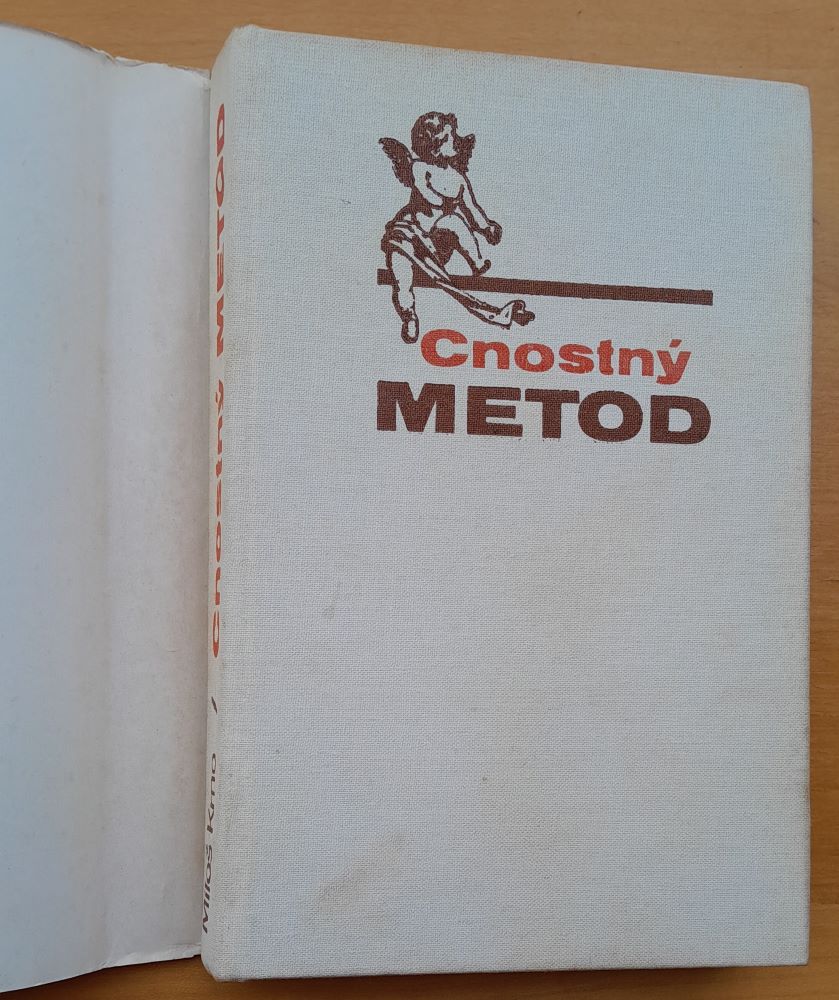 Cnostný
METOD
Miloš Krno / Cnostný METOD